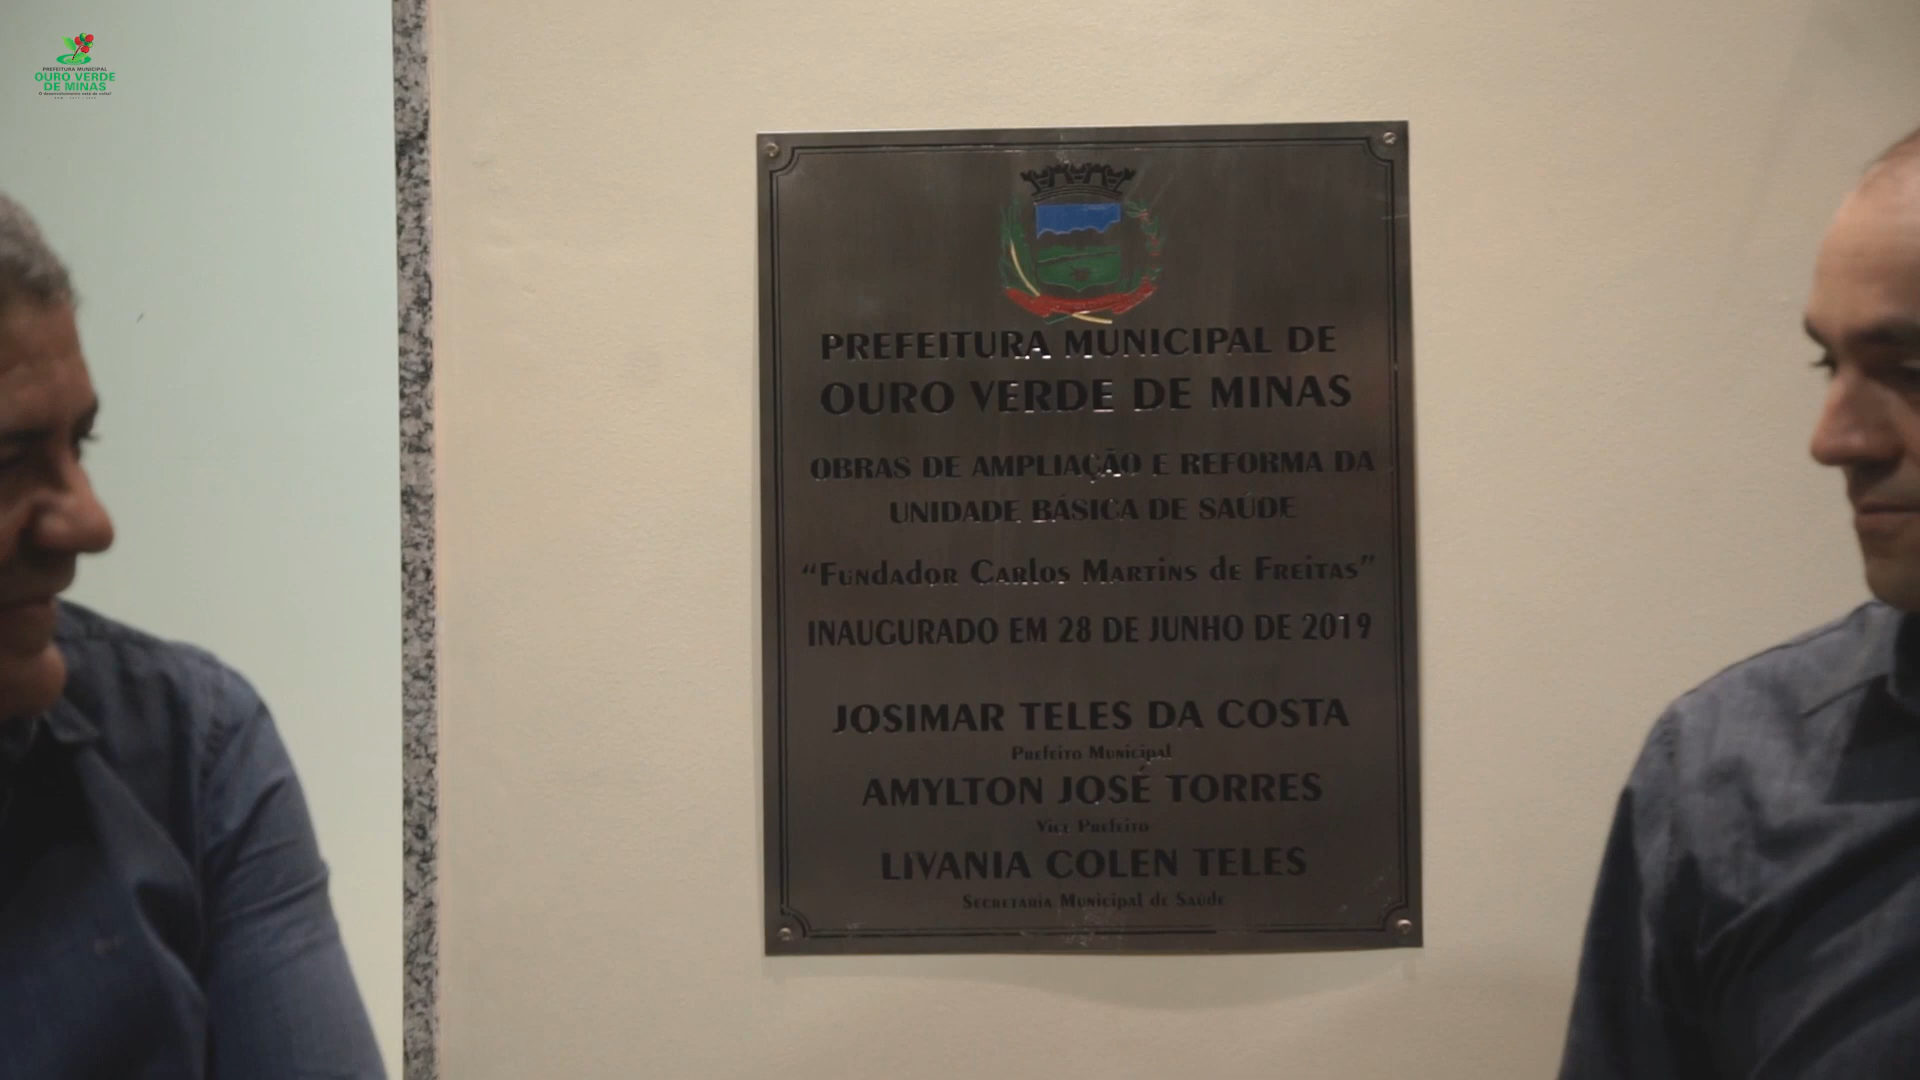 PREFEITURA MUNICIPAL
OURO VERDE
DE MINAS
PREFEITURA MUNICIPAL DE
OURO VERDE DE MINAS
OBRAS DE AMPLIAÇÃO E REFORMA DA
UNIDADE BÁSICA DE SAÚDE
“Fundador Carlos Martins de Freitas”
INAUGURADO EM 28 DE JUNHO DE 2019
JOSIMAR TELES DA COSTA
Prefeito Municipal
AMYLTON JOSÉ TORRES
Vice Prefeito
LIVANIA COLEN TELES
Secretaria Municipal de Saúde